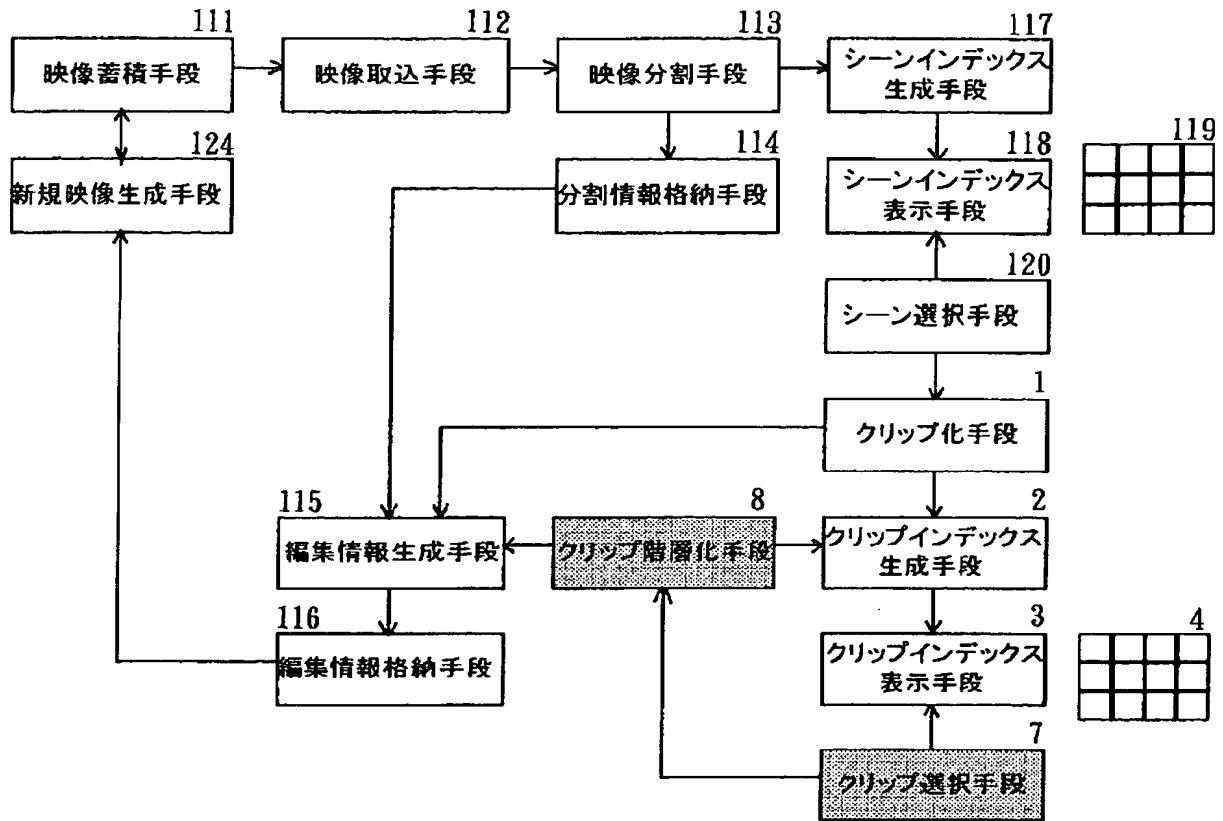 111
映像蓄積手段
112
映像取込手段
113
映像分割手段
117
シーンインデックス
生成手段
124
新規映像生成手段
114
分割情報格納手段
118
シーンインデックス
表示手段
119
120
シーン選択手段
1
クリップ化手段
115
編集情報生成手段
8
クリップ階層化手段
2
クリップインデックス
生成手段
116
編集情報格納手段
3
クリップインデックス
表示手段
4
7
クリップ選択手段